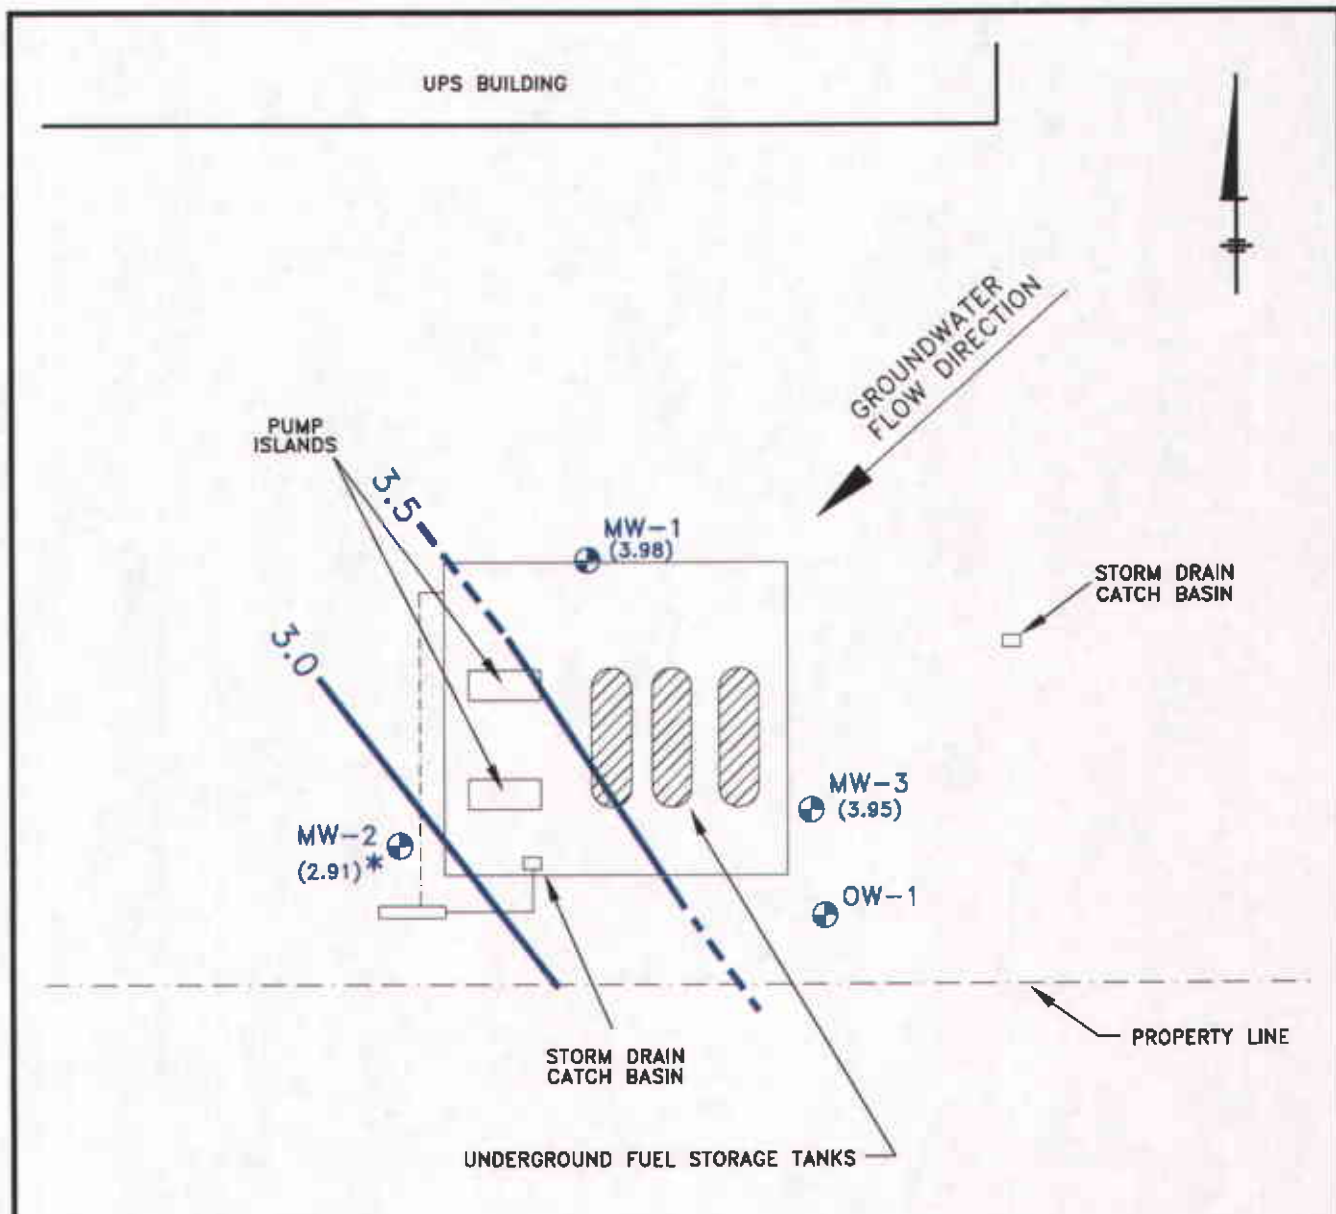 UPS BUILDING
GROUNDWATER
FLOW DIRECTION
PUMP
ISLANDS
3.5
MW-1
(3.98)
STORM DRAIN
CATCH BASIN
3.0
MW-3
(3.95)
MW-2
(2.91)*
OW-1
PROPERTY LINE
STORM DRAIN
CATCH BASIN
UNDERGROUND FUEL STORAGE TANKS